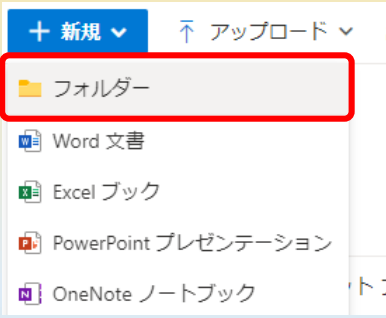 新規 アップロード
フォルダー
Word 文書
Excel ブック
PowerPoint プレゼンテーション
OneNote ノートブック